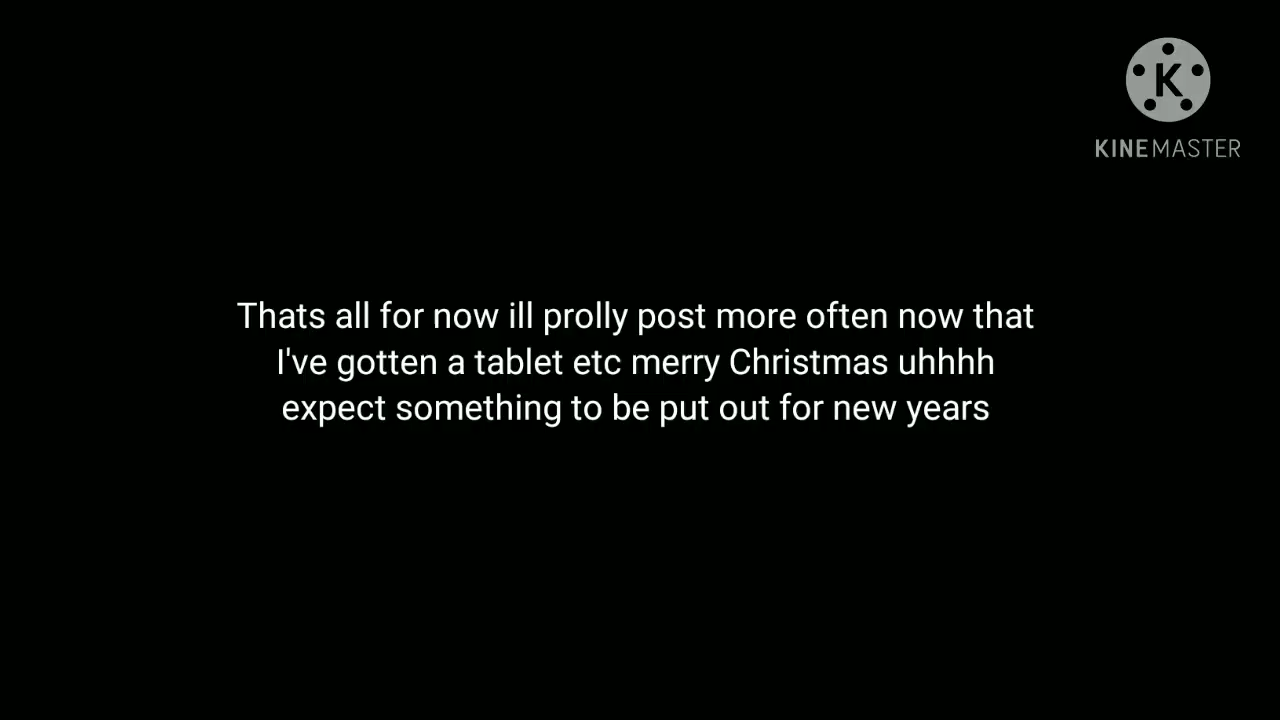 K
KINEMASTER
Thats all for now ill prolly post more often now that
I've gotten a tablet etc merry Christmas uhhhh
expect something to be put out for new years